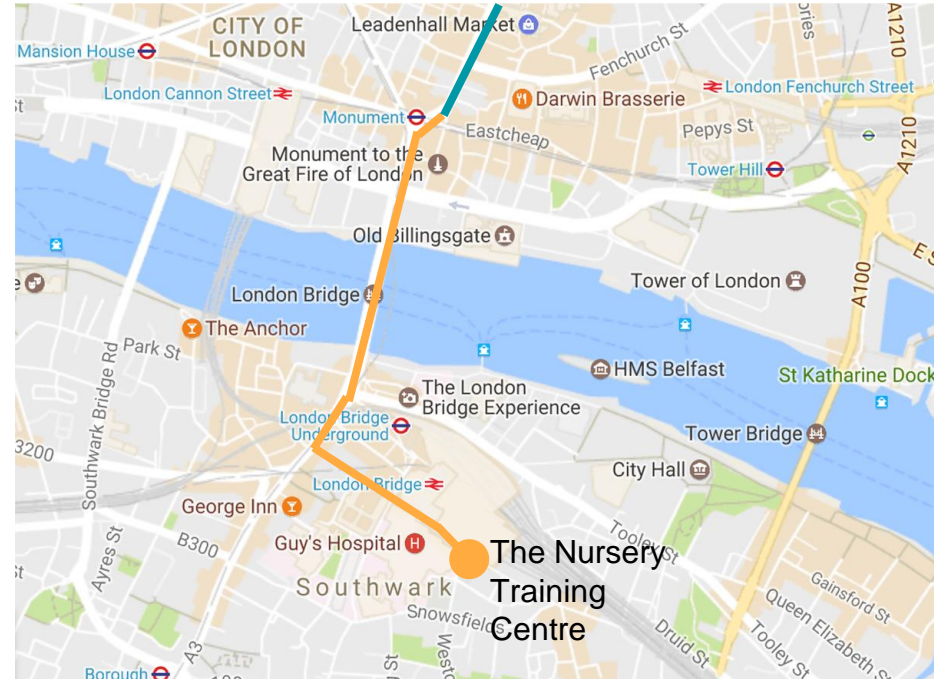 CITY OF
LONDON
Leadenhall Market
Mansion House
Fenchurch St
A1210
London Cannon Street
Darwin Brasserie
London Fenchurch Street
Monument
Eastcheap
Pepys St
A1210
Monument to the
Great Fire of London
Tower Hill
Old Billingsgate
London Bridge
Tower of London
A100
The Anchor
Park St
HMS Belfast
St Katharine Dock
Southwark Bridge Rd
The London
Bridge Experience
London Bridge
Underground
Tower Bridge
3200
City Hall
London Bridge
George Inn
B300
Guy's Hospital
H
Tooley St
The Nursery
Training
Centre
Ayres St
Southwark
Snowsfields
Gainsford St
Queen Elizabeth St
Druid St
Tooley St
A3
Borough